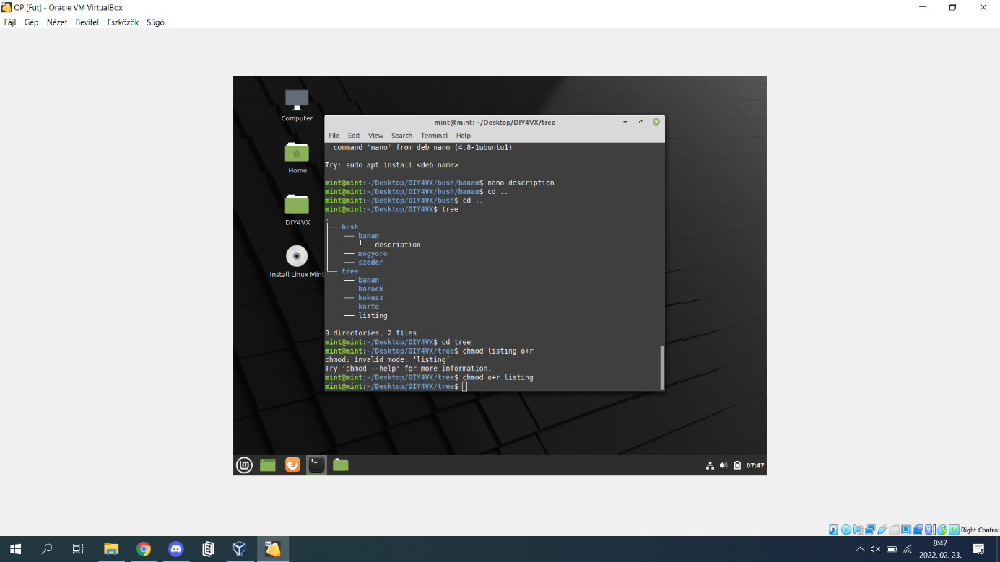 OP [Fut] - Oracle VM VirtualBox
Fájl Gép Nézet Bevitel Eszközök Súgó
Computer
Home
DIY4VX
Install Linux Mint
mint@mint: ~/Desktop/DIY4VX/tree
File Edit View Search Terminal Help
command 'nano' from deb nano (4.8-1ubuntu1)
Try: sudo apt install <deb name>
mint@mint:~/Desktop/DIY4VX/bush/banan$ nano description
mint@mint:~/Desktop/DIY4VX/bush/banan$ cd ..
mint@mint:~/Desktop/DIY4VX/bush$ cd ..
mint@mint:~/Desktop/DIY4VX$ tree
.
├── bush
│   ├── banan
│   │   └── description
│   ├── mogyoro
│   └── szeder
└── tree
    ├── banan
    ├── barack
    ├── kokusz
    ├── korte
    └── listing
9 directories, 2 files
mint@mint:~/Desktop/DIY4VX$ cd tree
mint@mint:~/Desktop/DIY4VX/tree$ chmod listing o+r
chmod: invalid mode: ‘listing’
Try 'chmod --help' for more information.
mint@mint:~/Desktop/DIY4VX/tree$ chmod o+r listing
mint@mint:~/Desktop/DIY4VX/tree$
07:47
Right Control
8:47
2022. 02. 23.